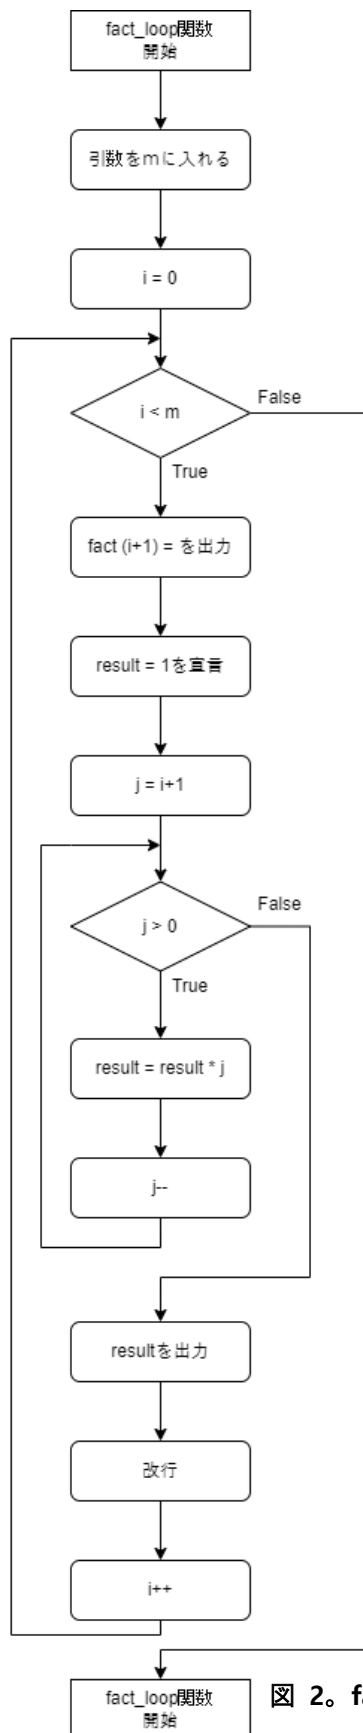 fact_loop関数
開始
引数をmに入れる
i = 0
i < m
False
True
fact (i+1) = を出力
result = 1を宣言
j = i+1
j > 0
False
True
result = result * j
j--
resultを出力
改行
i++
fact_loop関数
開始
図 2。